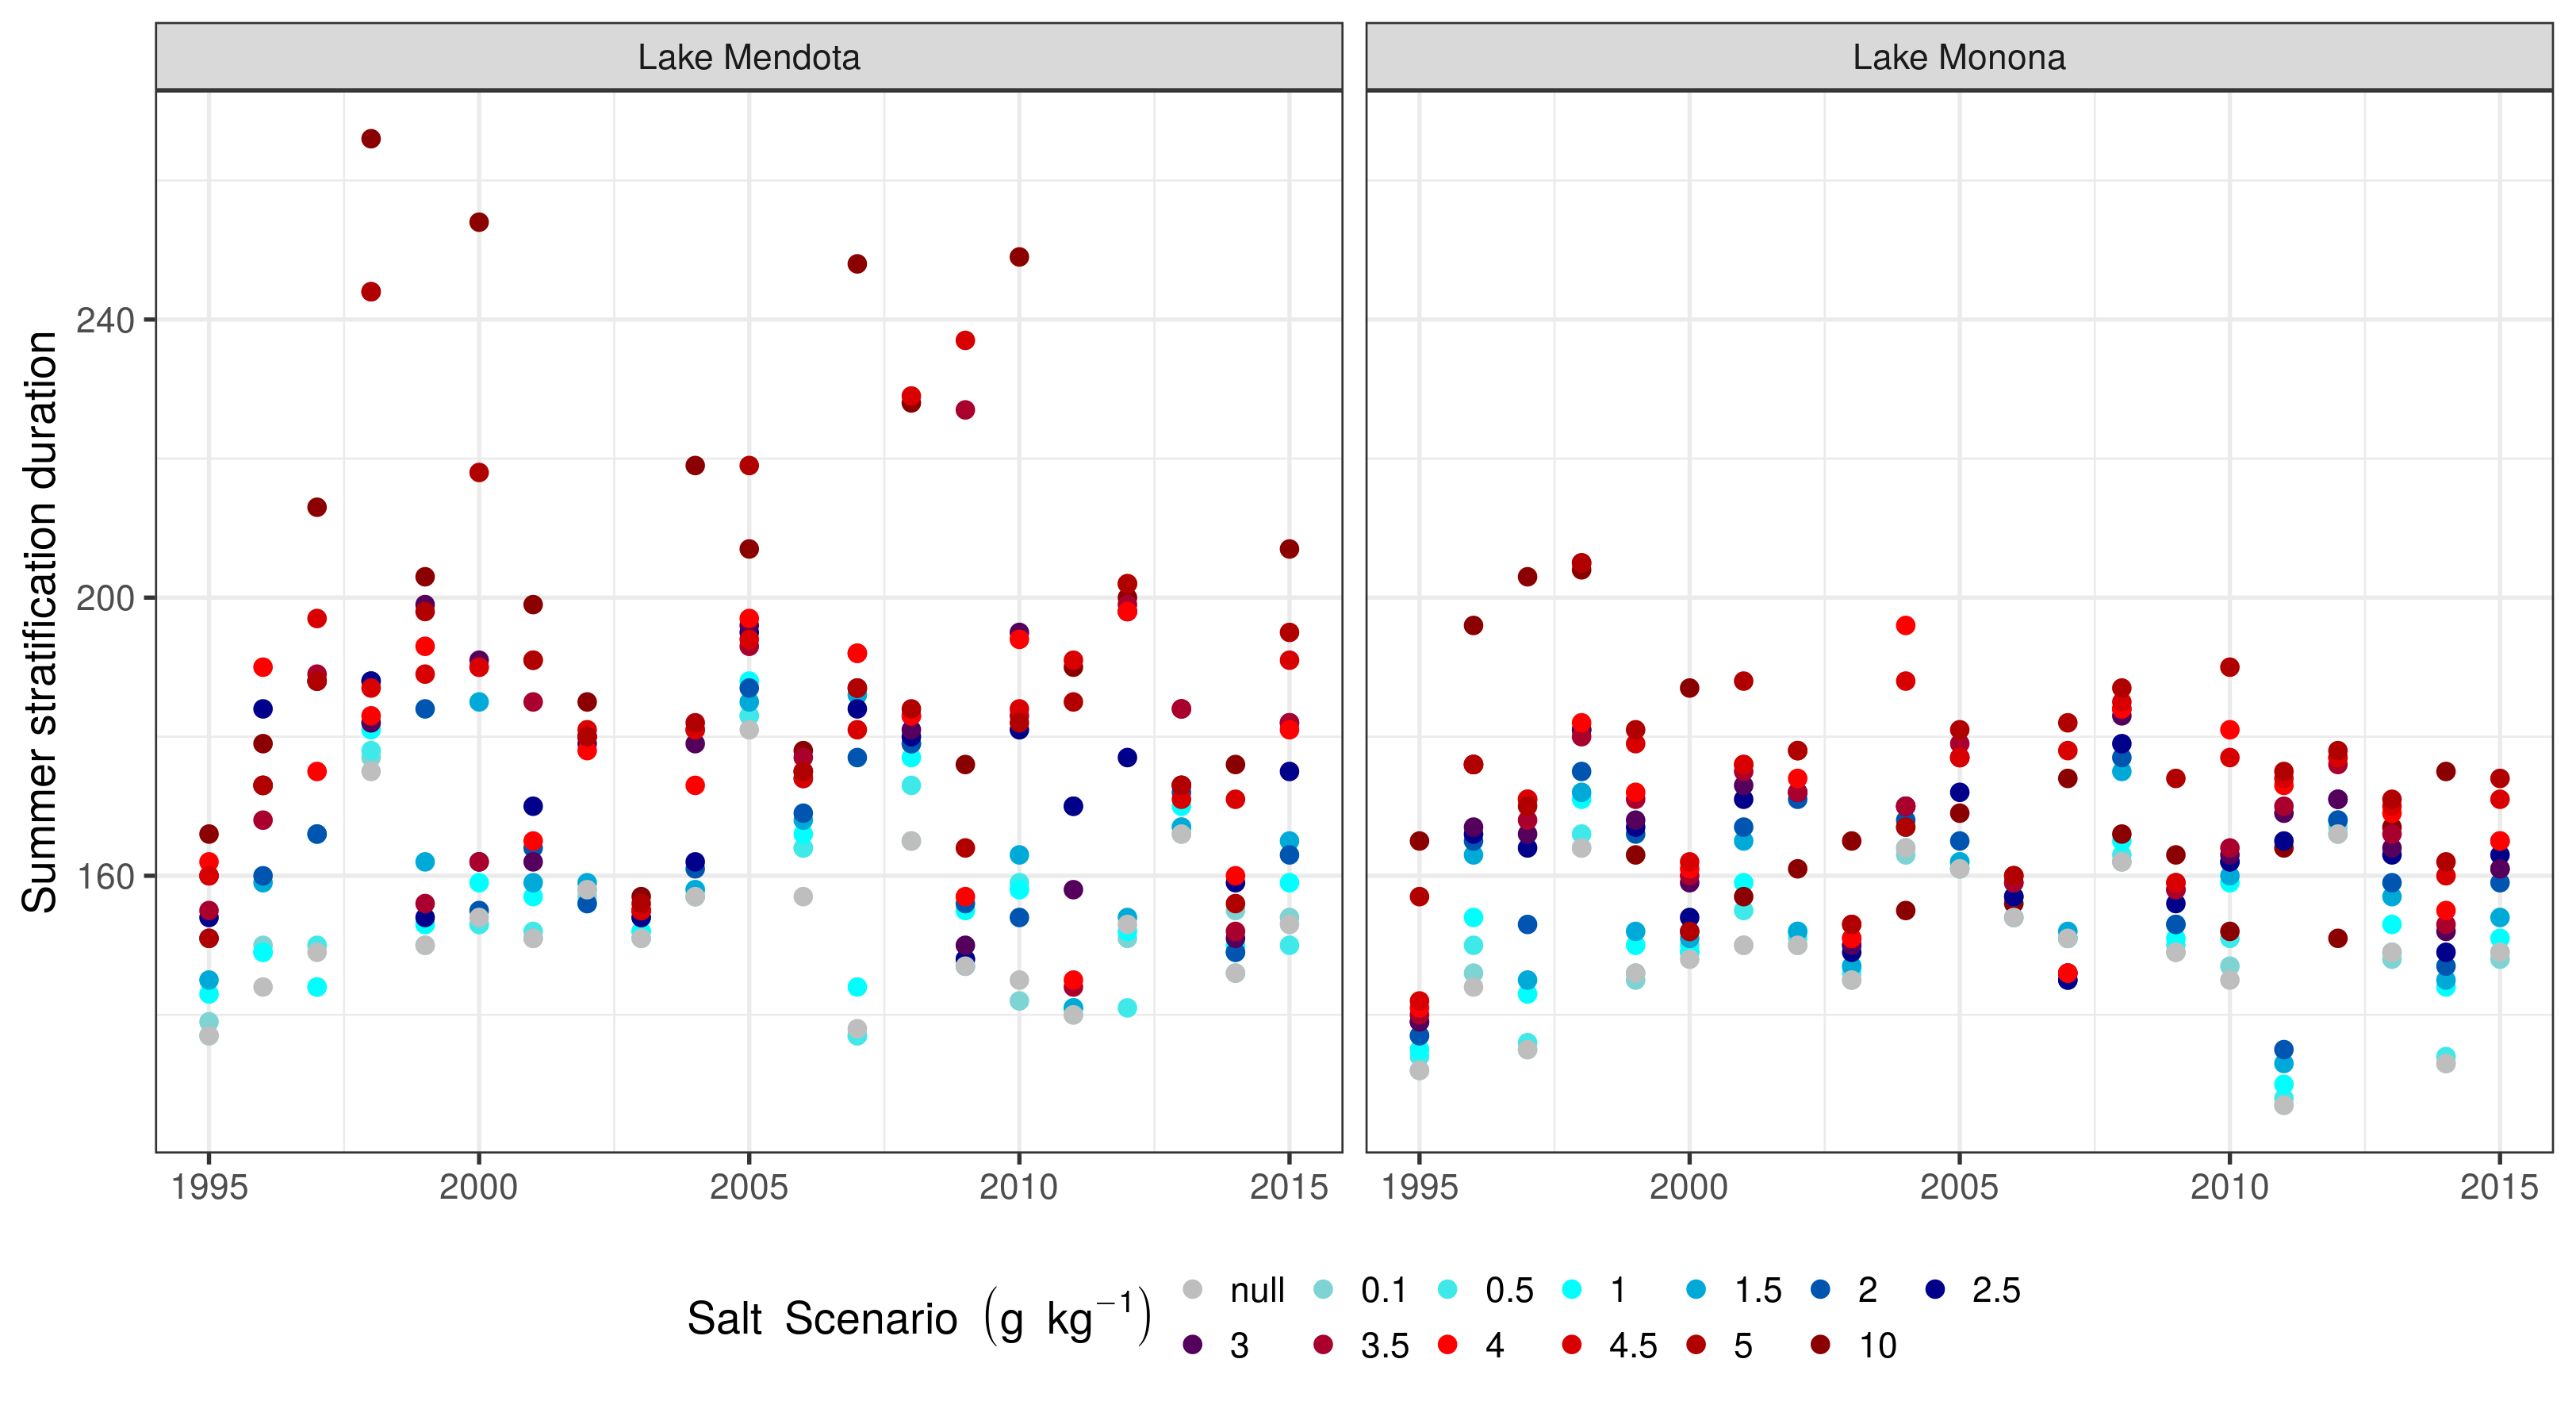 Lake Mendota
Lake Monona
Summer stratification duration
240
200
160
1995 2000 2005 2010 2015
1995 2000 2005 2010 2015
Salt Scenario (g kg⁻¹)
null 0.1 0.5 1 1.5 2 2.5
3 3.5 4 4.5 5 10